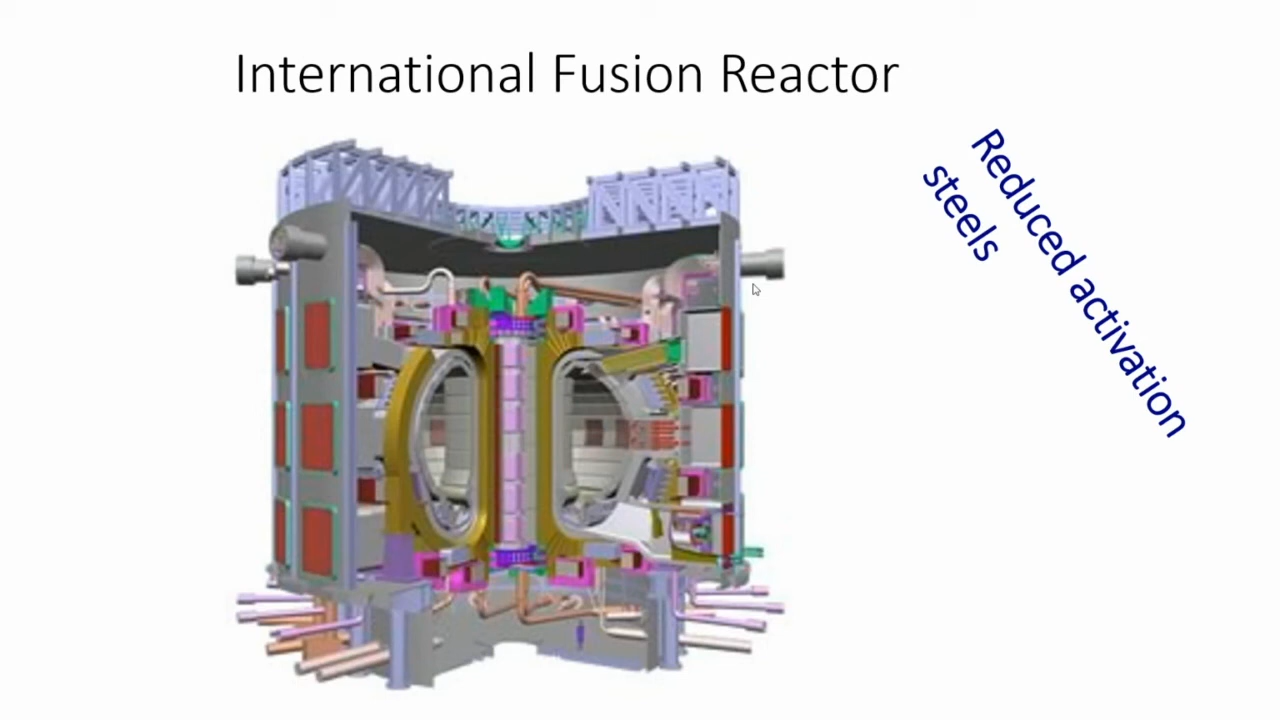 International Fusion Reactor
Reduced activation
steels